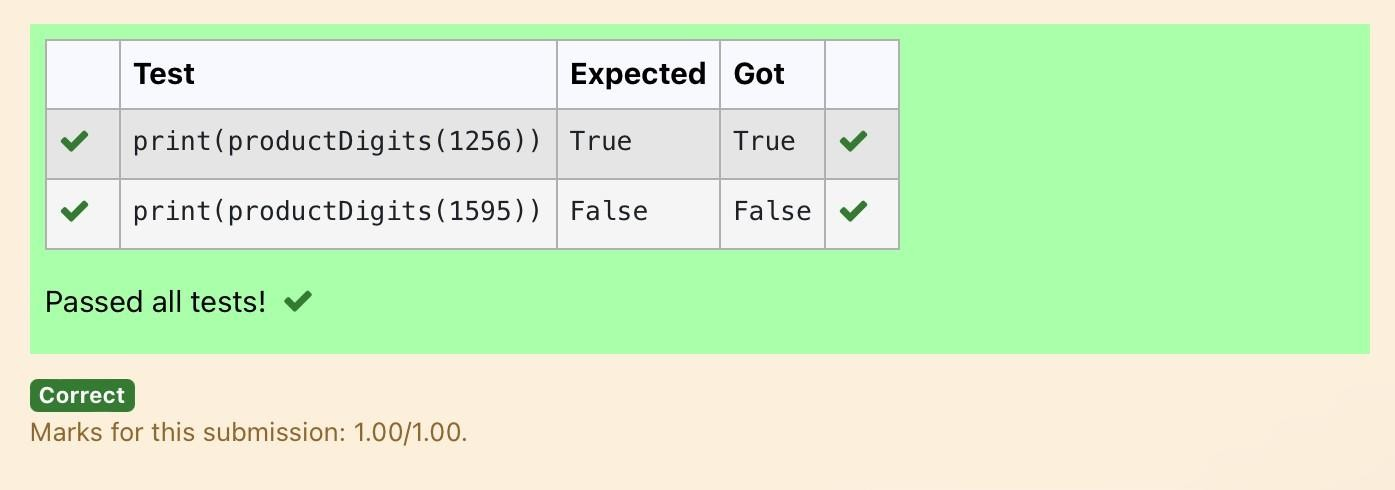 Test Expected Got
print(productDigits(1256)) True True
print(productDigits(1595)) False False
Passed all tests!
Correct
Marks for this submission: 1.00/1.00.